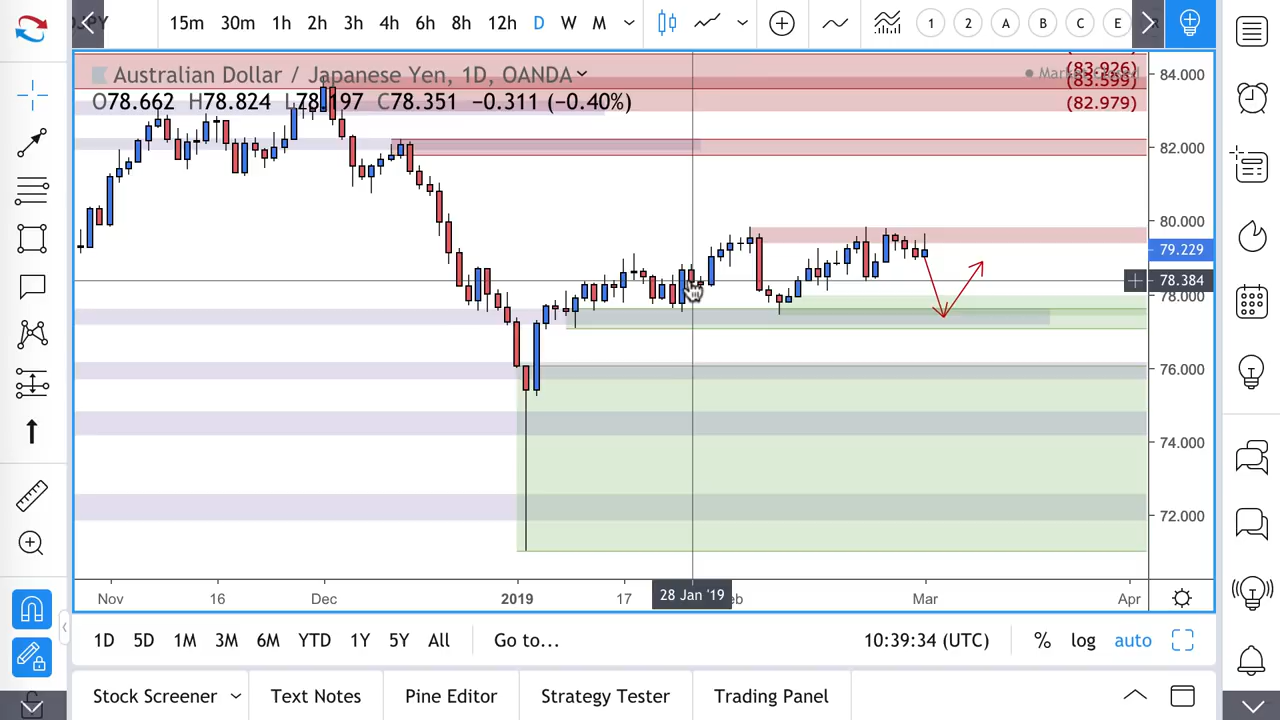 JPY
15m 30m 1h 2h 3h 4h 6h 8h 12h D W M
1 2 A B C E
Australian Dollar / Japanese Yen, 1D, OANDA
O78.662 H78.824 L78.197 C78.351 −0.311 (−0.40%)
(83.926)
(83.599)
(82.979)
84.000
82.000
80.000
79.229
78.384
78.000
76.000
74.000
72.000
Nov 16 Dec 2019 17 28 Jan '19 Mar Apr
1D 5D 1M 3M 6M YTD 1Y 5Y All Go to... 10:39:34 (UTC) % log auto
Stock Screener Text Notes Pine Editor Strategy Tester Trading Panel